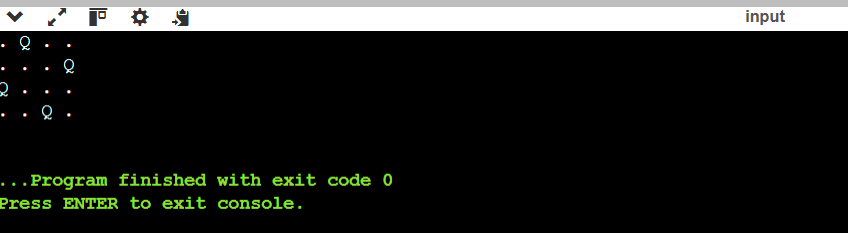 input
. Q . .
. . . Q
Q . . .
. . Q .
...Program finished with exit code 0
Press ENTER to exit console.